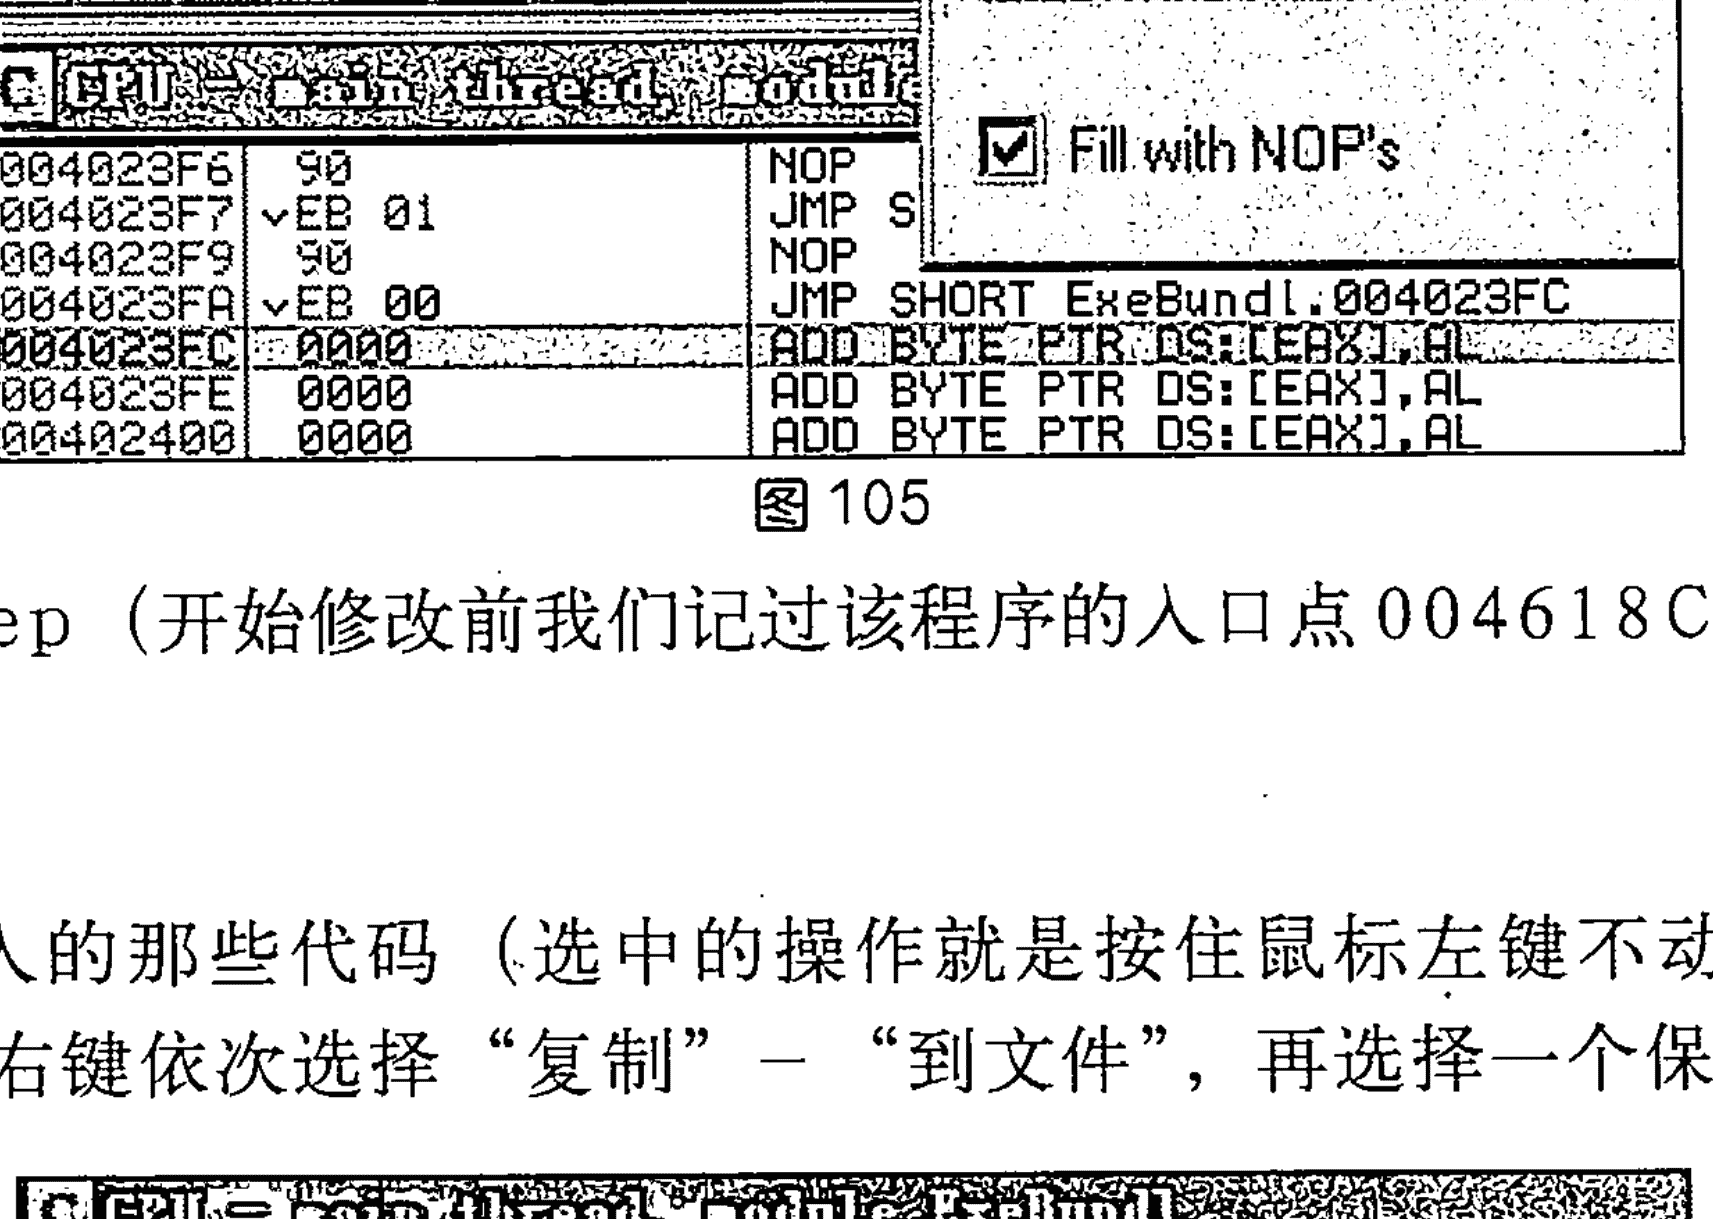 C CPU - main thread, module
Fill with NOP's
004023F6 90 NOP
004023F7 EB 01 JMP S
004023F9 90 NOP
004023FA EB 00 JMP SHORT ExeBundl.004023FC
004023FC 0000 ADD BYTE PTR DS:[EAX],AL
004023FE 0000 ADD BYTE PTR DS:[EAX],AL
00402400 0000 ADD BYTE PTR DS:[EAX],AL
图105
ep（开始修改前我们记过该程序的入口点004618C
入的那些代码（选中的操作就是按住鼠标左键不动
右键依次选择“复制”－“到文件”，再选择一个保
C CPU - main thread, module ExeBundl